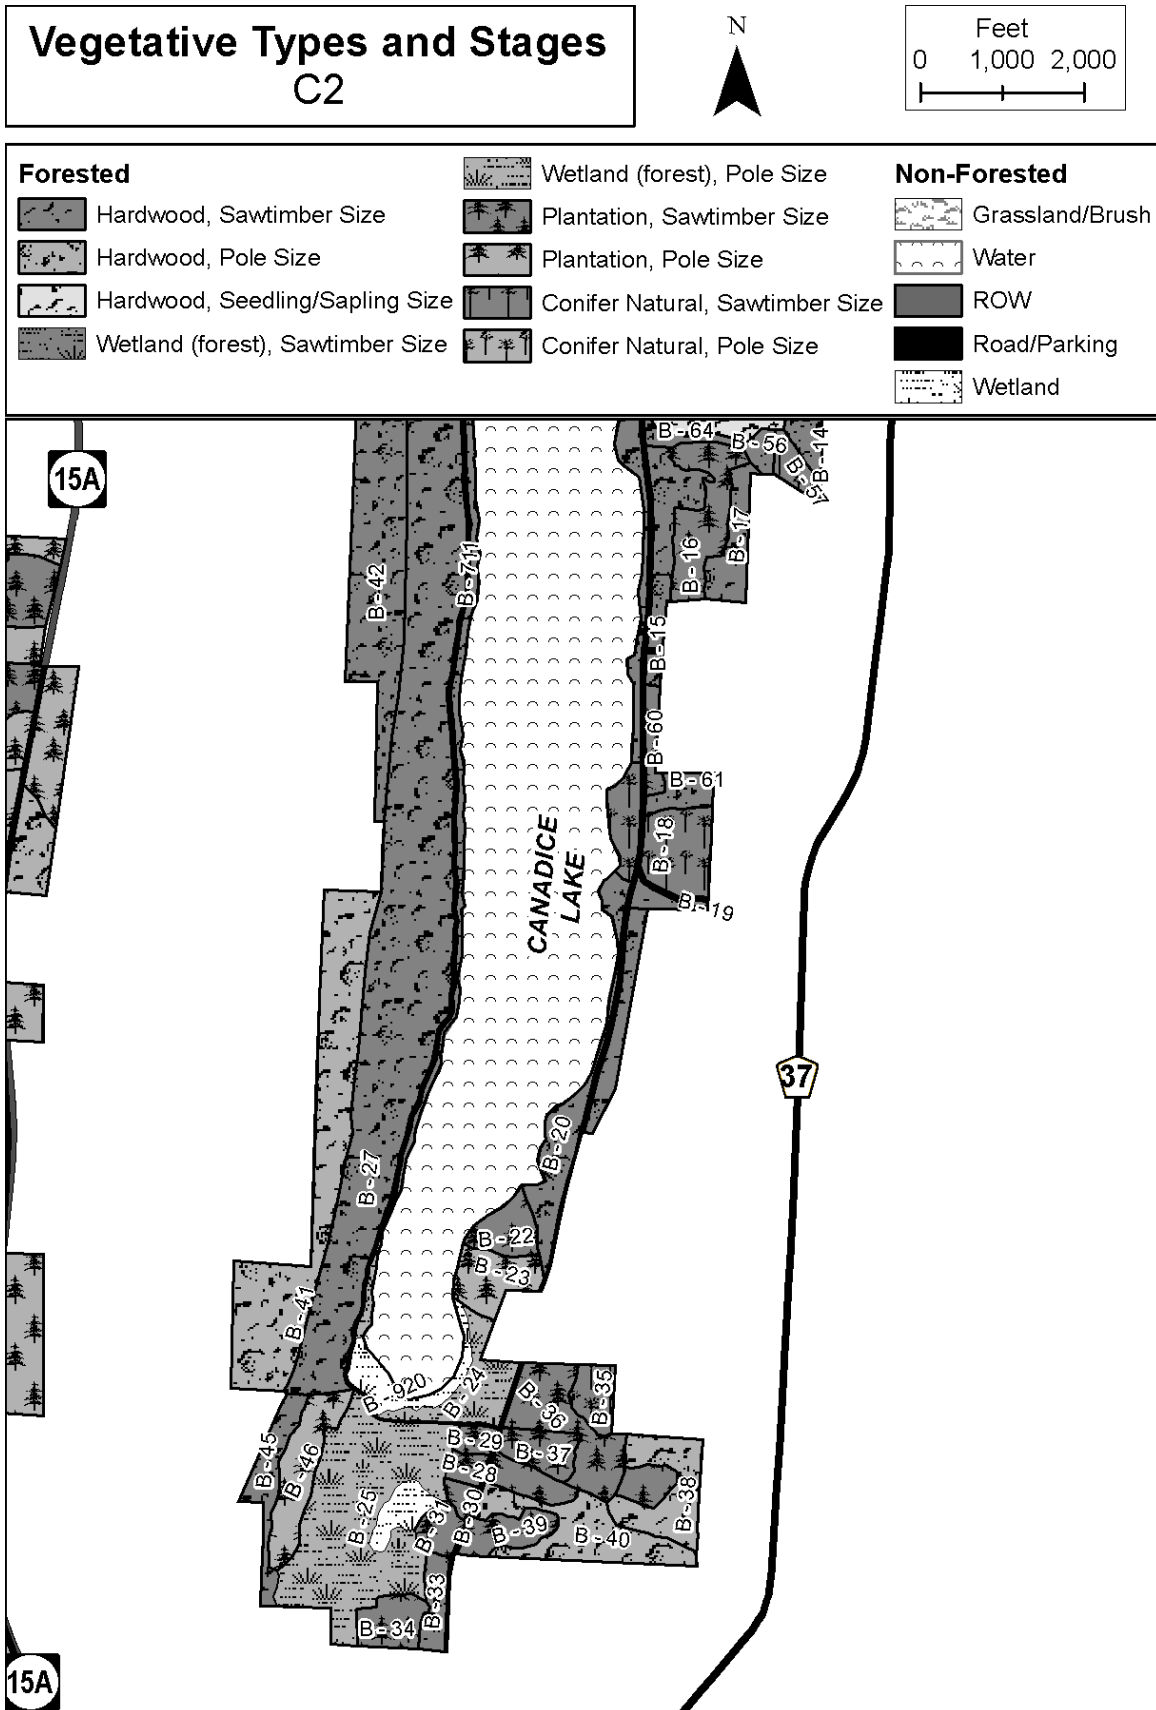 Vegetative Types and Stages
C2
N
Feet
0 1,000 2,000
Forested
Hardwood, Sawtimber Size
Hardwood, Pole Size
Hardwood, Seedling/Sapling Size
Wetland (forest), Sawtimber Size
Wetland (forest), Pole Size
Plantation, Sawtimber Size
Plantation, Pole Size
Conifer Natural, Sawtimber Size
Conifer Natural, Pole Size
Non-Forested
Grassland/Brush
Water
ROW
Road/Parking
Wetland
15A
B - 64
B - 56
B - 14
B - 57
B - 17
B - 16
B - 711
B - 42
B - 15
B - 60
B - 61
B - 18
B - 19
CANADICE
LAKE
37
B - 20
B - 27
B - 22
B - 23
B - 41
B - 920
B - 24
B - 36
B - 35
B - 45
B - 46
B - 29
B - 37
B - 28
B - 25
B - 31
B - 30
B - 38
B - 39
B - 40
B - 33
B - 34
15A